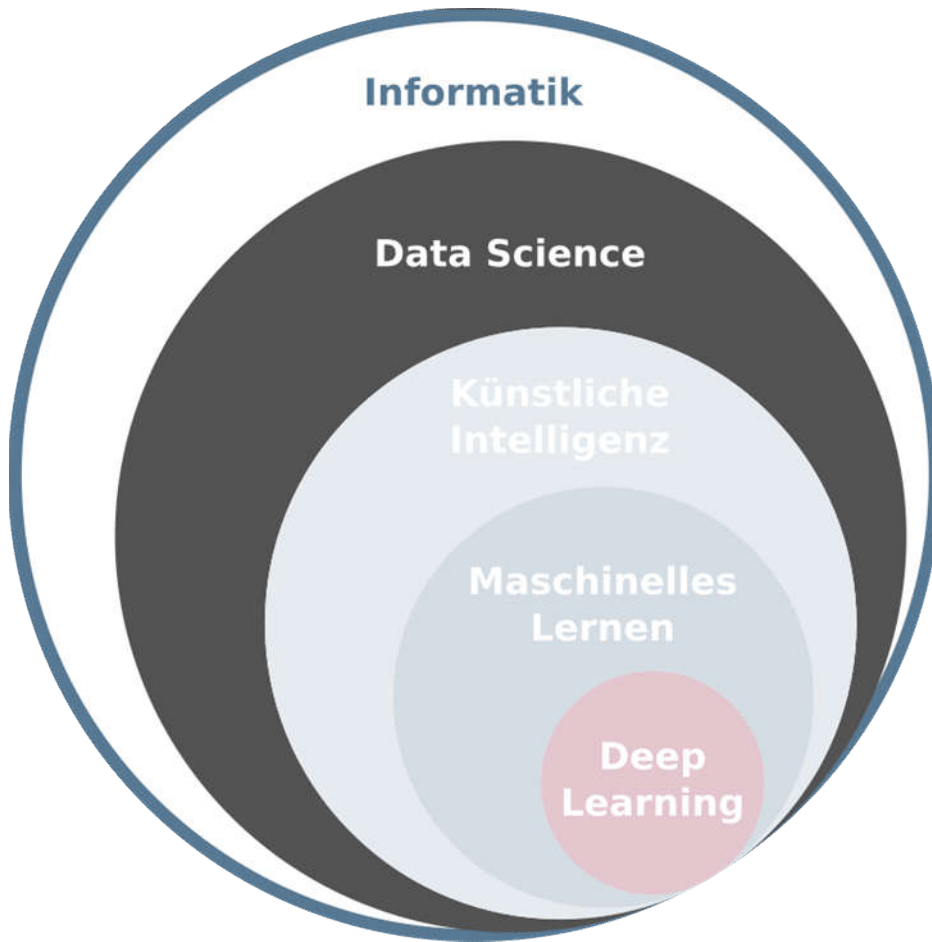 Informatik
Data Science
Künstliche
Intelligenz
Maschinelles
Lernen
Deep
Learning